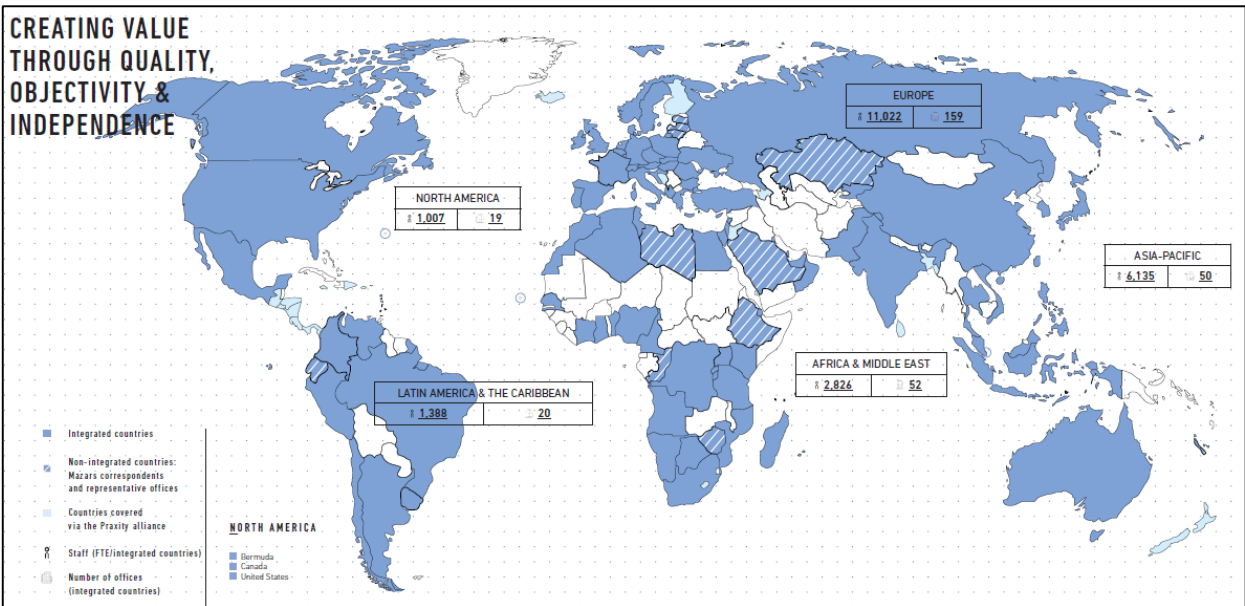 CREATING VALUE
THROUGH QUALITY,
OBJECTIVITY &
INDEPENDENCE
EUROPE
11,022 159
NORTH AMERICA
1,007 19
ASIA-PACIFIC
6,135 50
AFRICA & MIDDLE EAST
2,826 52
LATIN AMERICA & THE CARIBBEAN
1,388 20
Integrated countries
Non-integrated countries:
Mazars correspondents
and representative offices
Countries covered
via the Praxity alliance
Staff (FTE/integrated countries)
Number of offices
(integrated countries)
NORTH AMERICA
Bermuda
Canada
United States